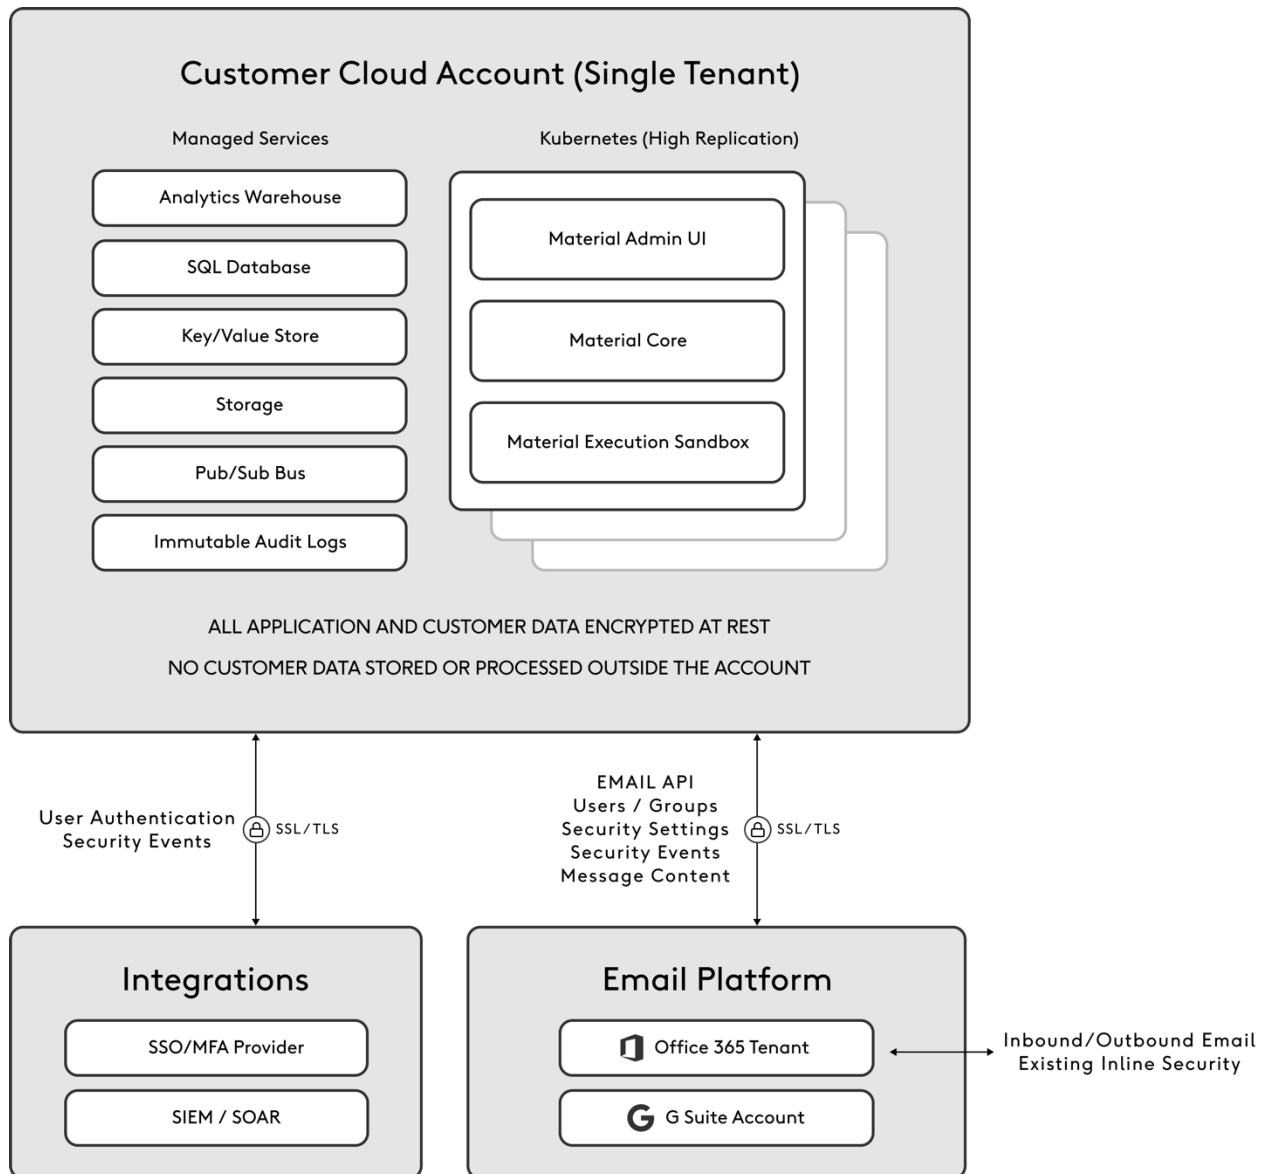 Customer Cloud Account (Single Tenant)
Managed Services
Analytics Warehouse
SQL Database
Key/Value Store
Storage
Pub/Sub Bus
Immutable Audit Logs
Kubernetes (High Replication)
Material Admin UI
Material Core
Material Execution Sandbox
ALL APPLICATION AND CUSTOMER DATA ENCRYPTED AT REST
NO CUSTOMER DATA STORED OR PROCESSED OUTSIDE THE ACCOUNT
User Authentication
Security Events
SSL/TLS
EMAIL API
Users / Groups
Security Settings
Security Events
Message Content
SSL/TLS
Integrations
SSO/MFA Provider
SIEM / SOAR
Email Platform
Office 365 Tenant
G Suite Account
Inbound/Outbound Email
Existing Inline Security